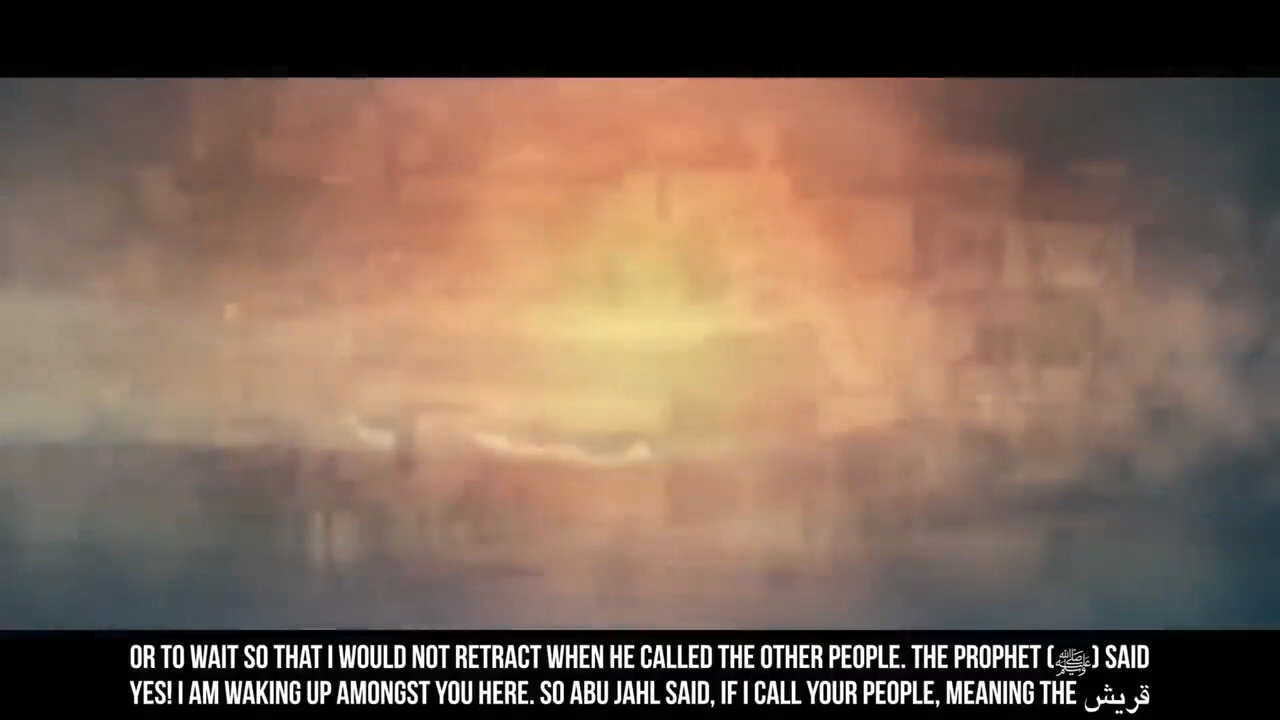 OR TO WAIT SO THAT I WOULD NOT RETRACT WHEN HE CALLED THE OTHER PEOPLE. THE PROPHET (ﷺ) SAID
YES! I AM WAKING UP AMONGST YOU HERE. SO ABU JAHL SAID, IF I CALL YOUR PEOPLE, MEANING THE قريش